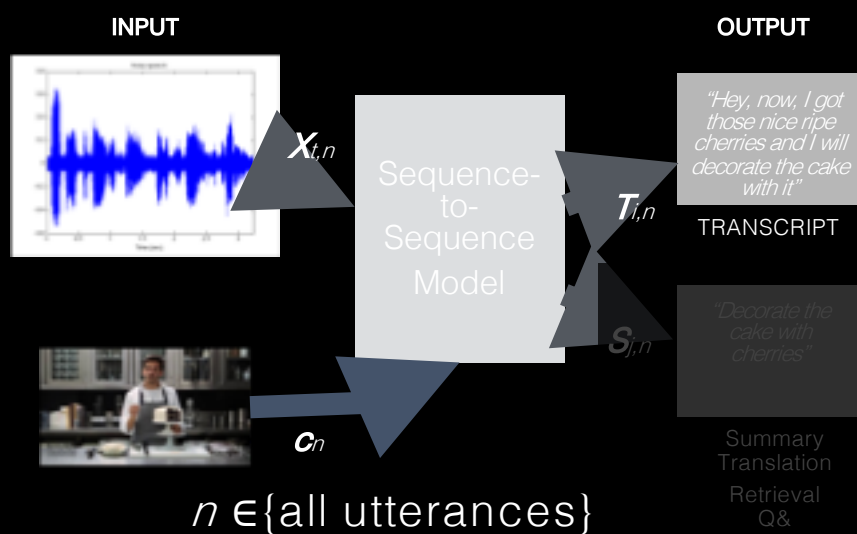 INPUT
OUTPUT
X t,n
Sequence-
to-
Sequence
Model
T i,n
"Hey, now, I got
those nice ripe
cherries and I will
decorate the cake
with it"
TRANSCRIPT
S j,n
"Decorate the
cake with
cherries"
c n
Summary
Translation
Retrieval
Q&
n ∈{all utterances}